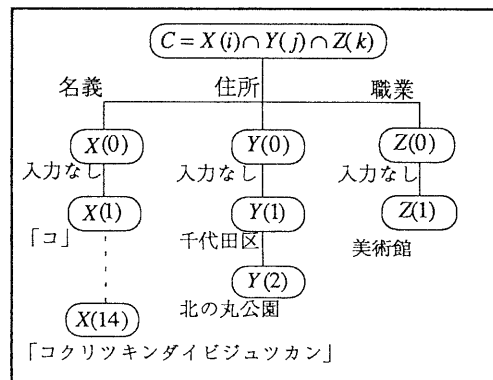 C = X(i)∩Y(j)∩Z(k)
名義 住所 職業
X(0) Y(0) Z(0)
入力なし 入力なし 入力なし
X(1) Y(1) Z(1)
「コ」 千代田区 美術館
Y(2)
北の丸公園
X(14)
「コクリツキンダイビジュツカン」